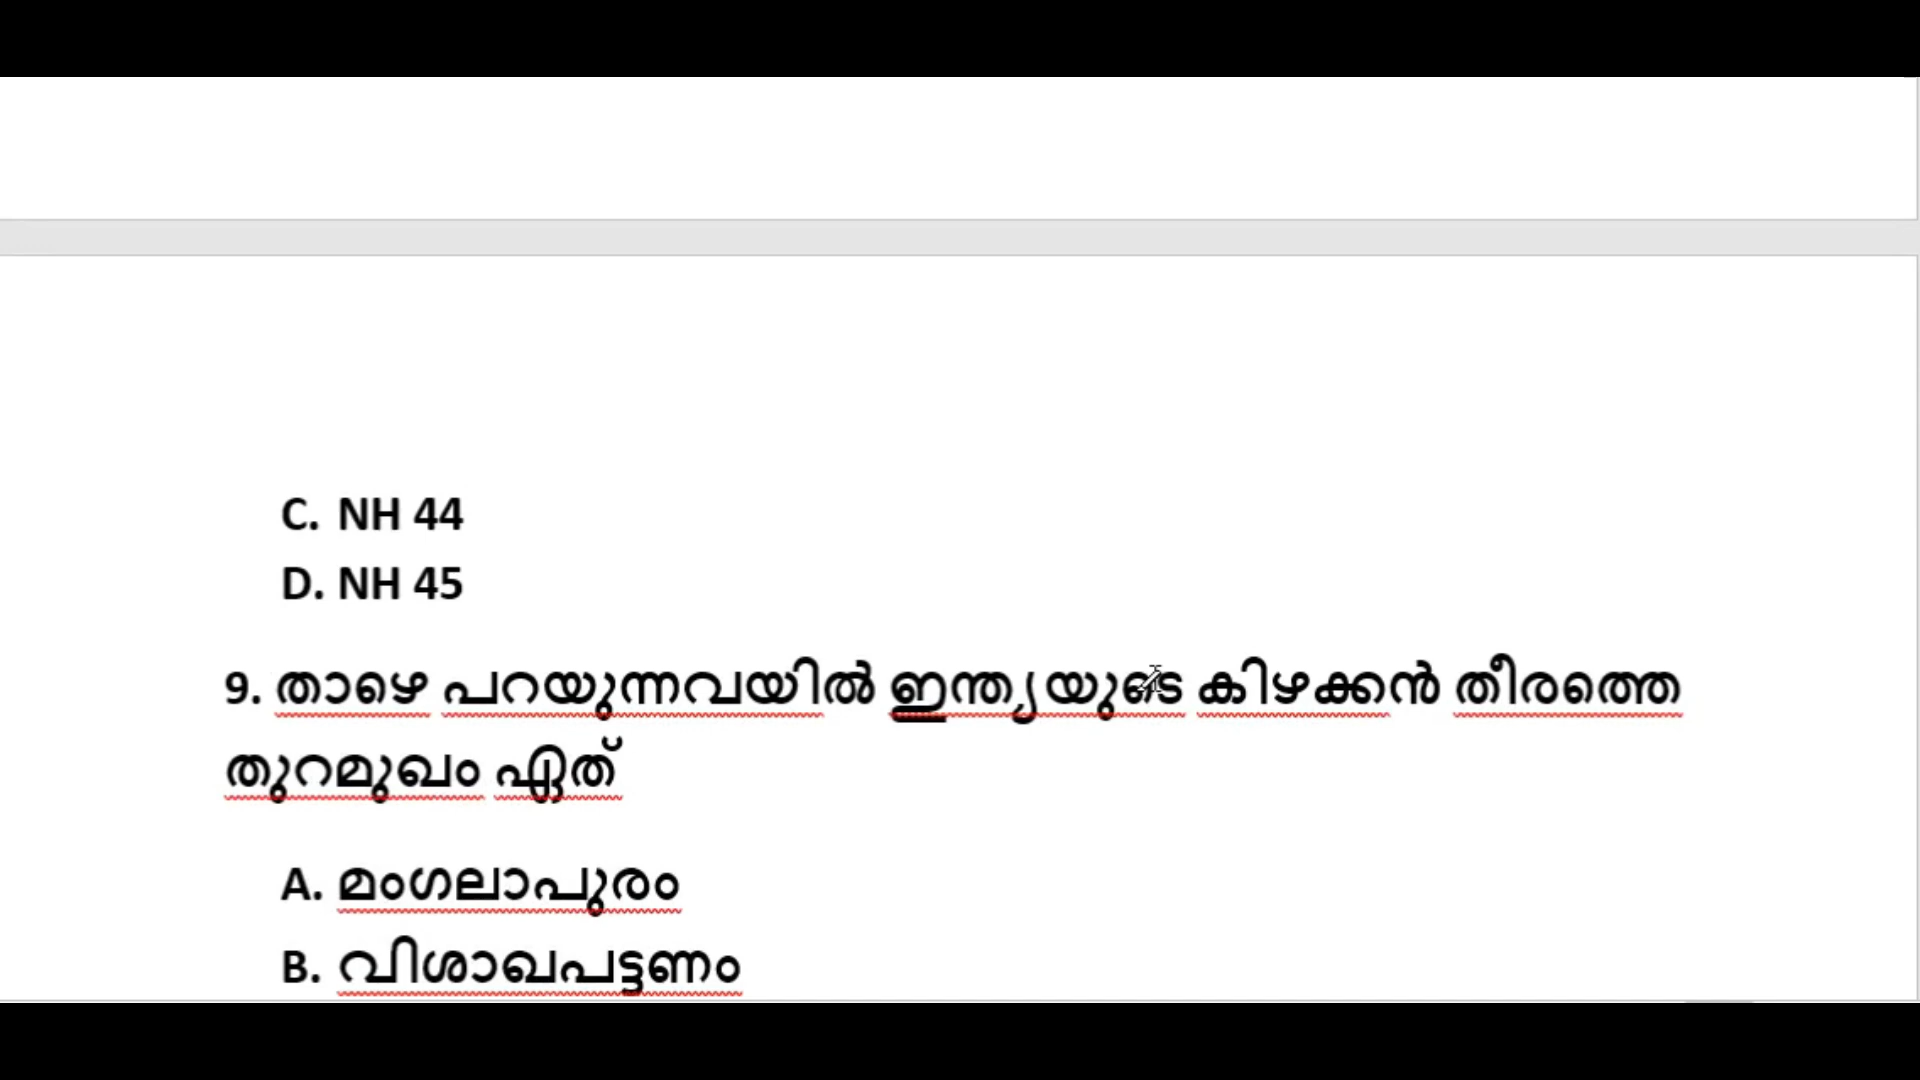 C. NH 44
D. NH 45
9. താഴെ പറയുന്നവയിൽ ഇന്ത്യയുടെ കിഴക്കൻ തീരത്തെ
തുറമുഖം ഏത്
A. മംഗലാപുരം
B. വിശാഖപട്ടണം